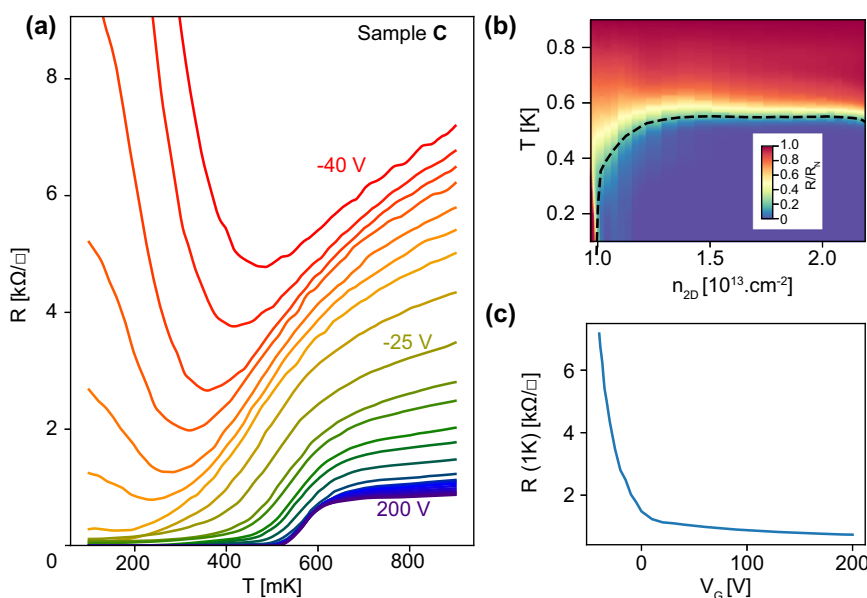 (a)
Sample C
-40 V
-25 V
200 V
R [kΩ/□]
8
6
4
2
0
200
400
600
800
T [mK]
(b)
T [K]
0.6
0.4
0.2
1.0
0.8
0.6
0.4
0.2
0
R/R_N
1.0
1.5
2.0
n_2D [10^13.cm^-2]
(c)
R (1K) [kΩ/□]
6
4
2
0
100
200
V_G [V]